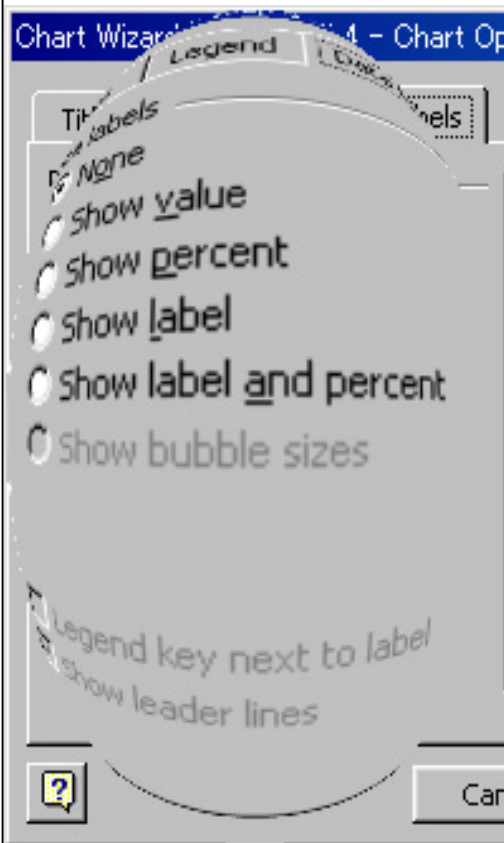 Chart Wizar 4 - Chart Op
Legend
Tit els
labels
None
Show value
Show percent
Show label
Show label and percent
Show bubble sizes
Legend key next to label
Show leader lines
? Can